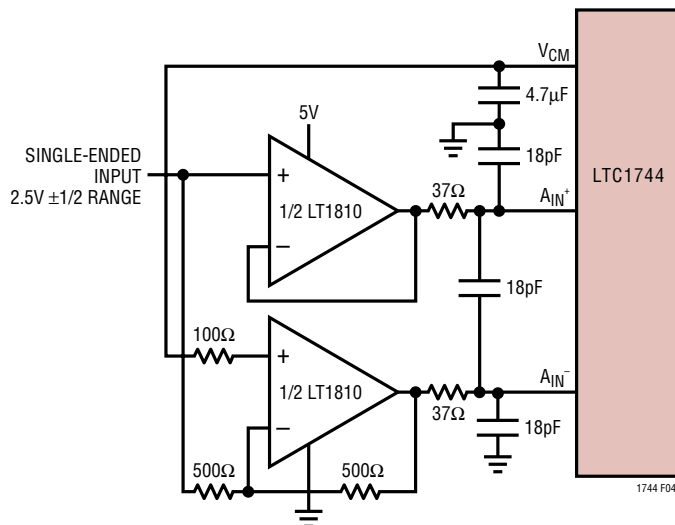 V_CM
4.7µF
5V
SINGLE-ENDED
INPUT
2.5V ±1/2 RANGE
18pF
LTC1744
+
37Ω
A_IN⁺
1/2 LT1810
−
18pF
100Ω
+
A_IN⁻
1/2 LT1810
37Ω
−
18pF
500Ω
500Ω
1744 F04